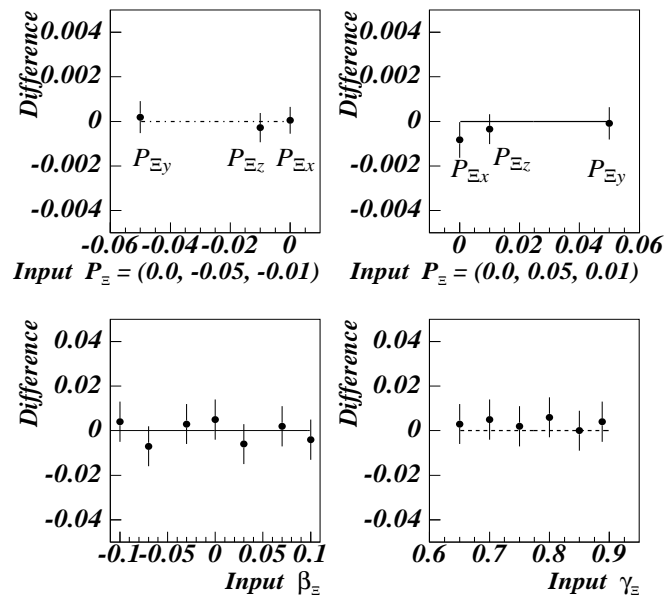 Difference
0.004
0.002
0
-0.002
-0.004
P_Ξy P_Ξz P_Ξx
-0.06 -0.04 -0.02 0
Input P_Ξ = (0.0, -0.05, -0.01)
Difference
0.004
0.002
0
-0.002
-0.004
P_Ξx P_Ξz P_Ξy
0 0.02 0.04 0.06
Input P_Ξ = (0.0, 0.05, 0.01)
Difference
0.04
0.02
0
-0.02
-0.04
-0.1 -0.05 0 0.05 0.1
Input β_Ξ
Difference
0.04
0.02
0
-0.02
-0.04
0.6 0.7 0.8 0.9
Input γ_Ξ